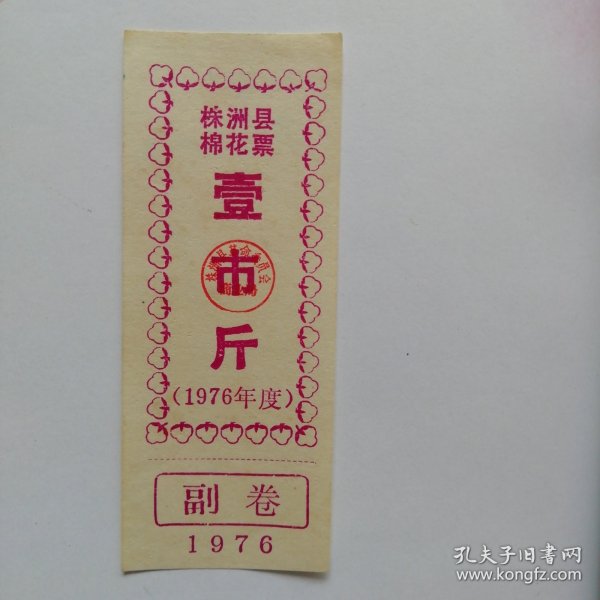 株洲县
棉花票
壹
市
斤
(1976年度)
副卷
1976
孔夫子旧书网
www.kongfz.com